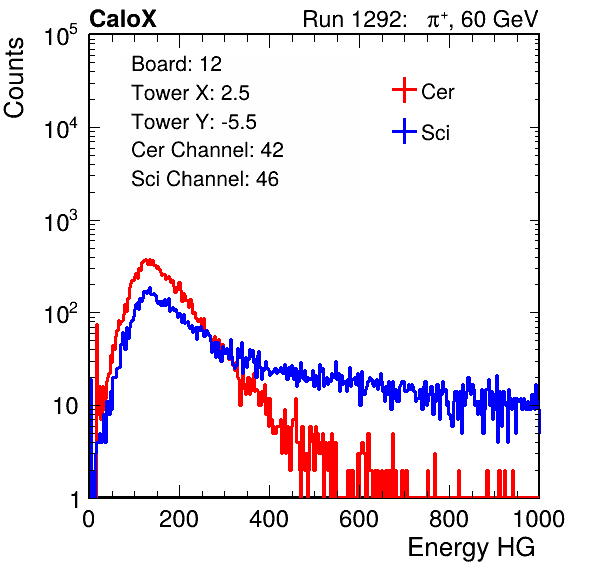 CaloX Run 1292: π⁺, 60 GeV
Counts
10⁵
10⁴
10³
10²
10
1
Board: 12
Tower X: 2.5
Tower Y: -5.5
Cer Channel: 42
Sci Channel: 46
Cer
Sci
0 200 400 600 800 1000
Energy HG